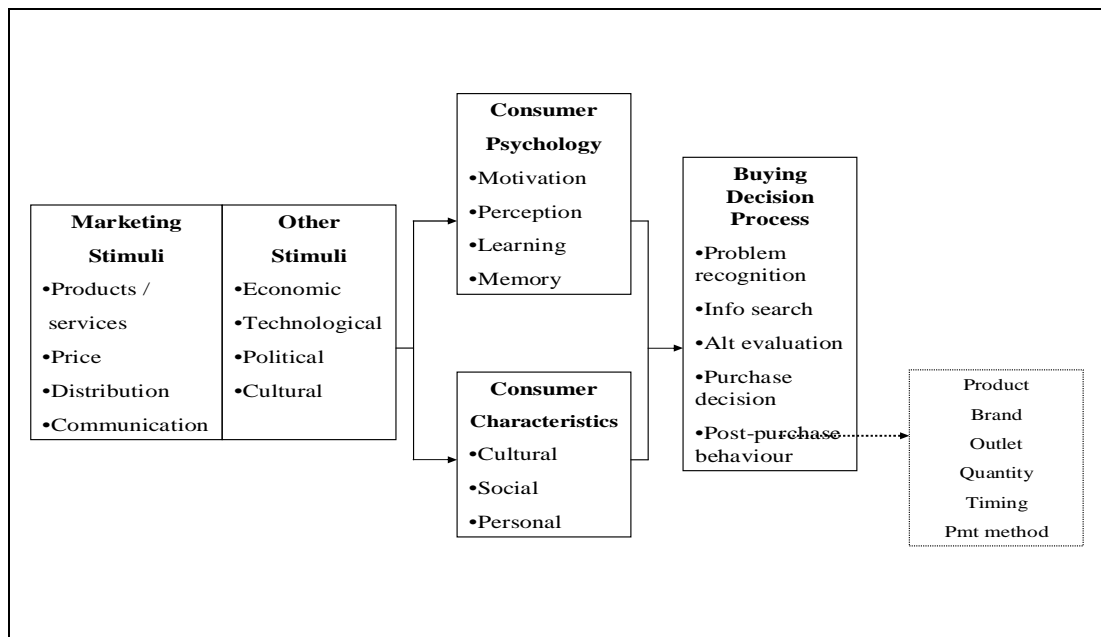 Marketing
Stimuli
•Products /
services
•Price
•Distribution
•Communication
Other
Stimuli
•Economic
•Technological
•Political
•Cultural
Consumer
Psychology
•Motivation
•Perception
•Learning
•Memory
Consumer
Characteristics
•Cultural
•Social
•Personal
Buying
Decision
Process
•Problem
recognition
•Info search
•Alt evaluation
•Purchase
decision
•Post-purchase
behaviour
Product
Brand
Outlet
Quantity
Timing
Pmt method